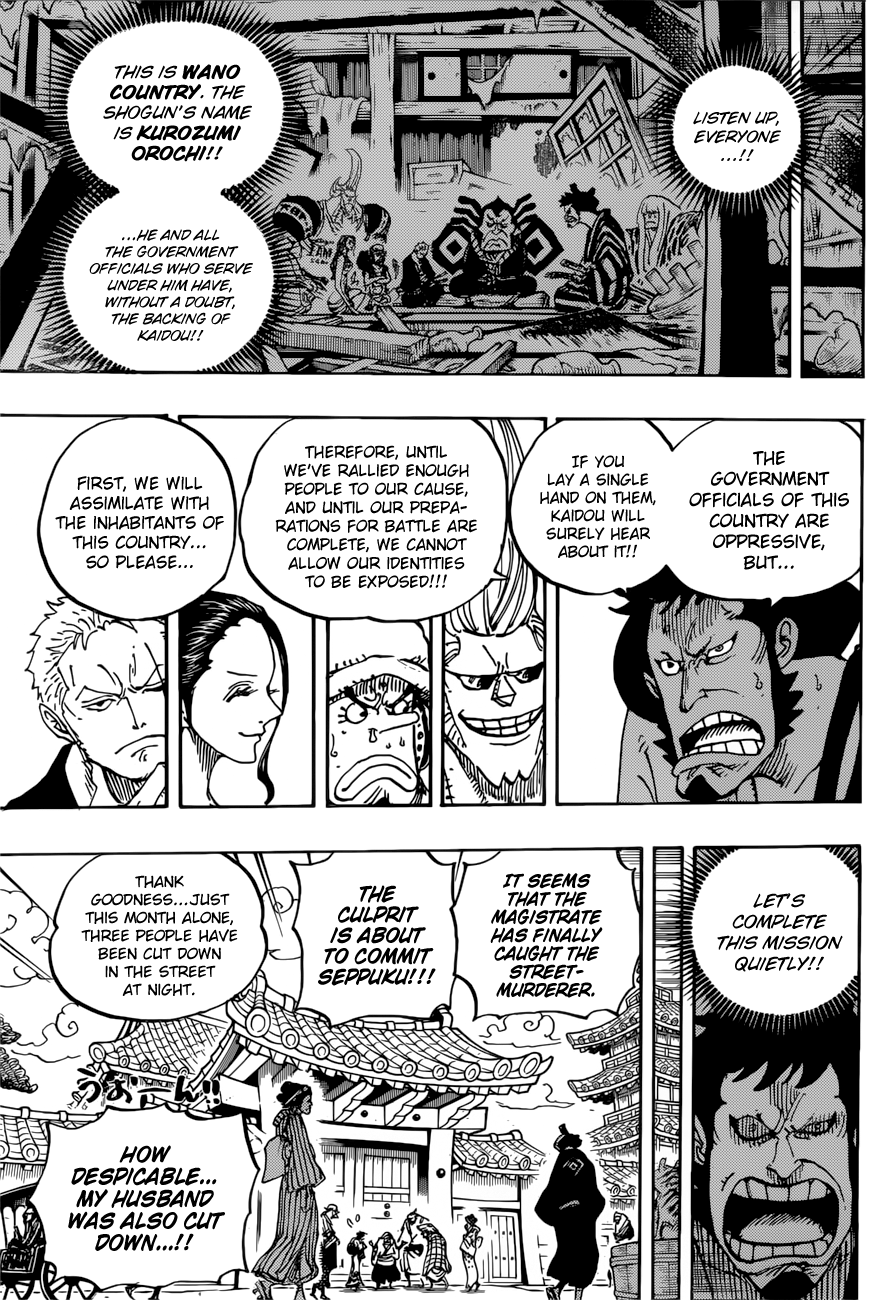 LISTEN UP,
EVERYONE
...!!
THIS IS WANO
COUNTRY. THE
SHOGUN'S NAME
IS KUROZUMI
OROCHI!!
...HE AND ALL
THE GOVERNMENT
OFFICIALS WHO SERVE
UNDER HIM HAVE,
WITHOUT A DOUBT,
THE BACKING OF
KAIDOU!!
THE
GOVERNMENT
OFFICIALS OF THIS
COUNTRY ARE
OPPRESSIVE,
BUT...
IF YOU
LAY A SINGLE
HAND ON THEM,
KAIDOU WILL
SURELY HEAR
ABOUT IT!!
THEREFORE, UNTIL
WE'VE RALLIED ENOUGH
PEOPLE TO OUR CAUSE,
AND UNTIL OUR PREPA-
RATIONS FOR BATTLE ARE
COMPLETE, WE CANNOT
ALLOW OUR IDENTITIES
TO BE EXPOSED!!!
FIRST, WE WILL
ASSIMILATE WITH
THE INHABITANTS OF
THIS COUNTRY...
SO PLEASE...
LET'S
COMPLETE
THIS MISSION
QUIETLY!!
IT SEEMS
THAT THE
MAGISTRATE
HAS FINALLY
CAUGHT THE
STREET-
MURDERER.
THE
CULPRIT
IS ABOUT
TO COMMIT
SEPPUKU!!!
THANK
GOODNESS...JUST
THIS MONTH ALONE,
THREE PEOPLE HAVE
BEEN CUT DOWN
IN THE STREET
AT NIGHT.
うおーん!!
HOW
DESPICABLE...
MY HUSBAND
WAS ALSO CUT
DOWN...!!